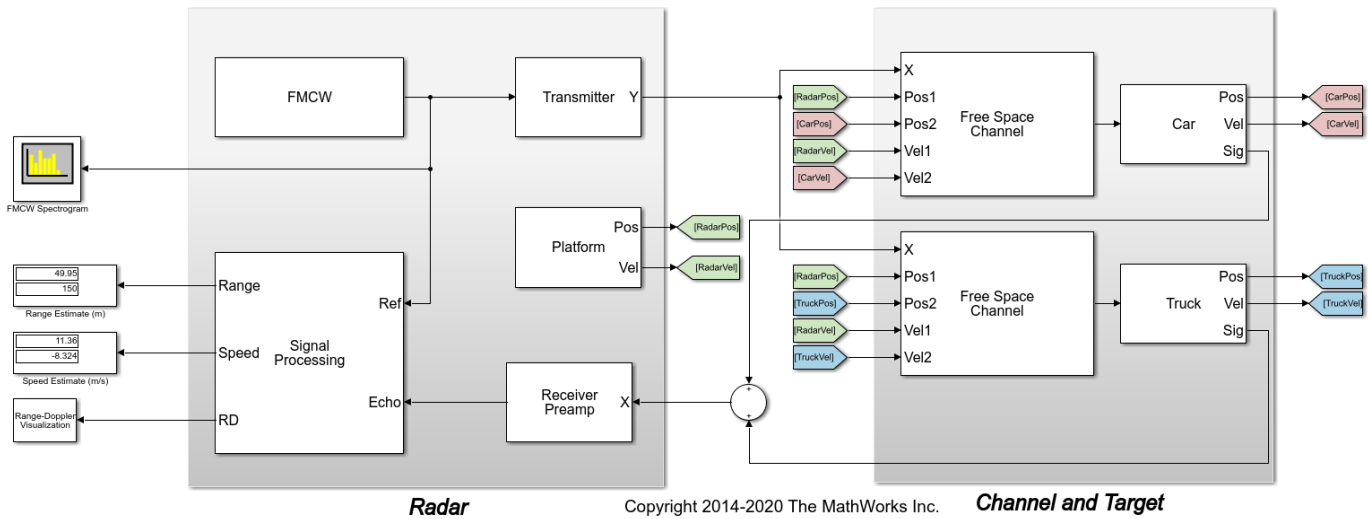 FMCW
Transmitter
Y
FMCW Spectrogram
Platform
Pos
Vel
[RadarPos]
[RadarVel]
49.95
150
Range Estimate (m)
11.36
-8.324
Speed Estimate (m/s)
Range-Doppler
Visualization
Range
Speed
RD
Signal
Processing
Ref
Echo
Receiver
Preamp
X
Radar
[RadarPos]
[CarPos]
[RadarVel]
[CarVel]
X
Pos1
Pos2
Vel1
Vel2
Free Space
Channel
Car
Pos
Vel
Sig
[CarPos]
[CarVel]
[RadarPos]
[TruckPos]
[RadarVel]
[TruckVel]
X
Pos1
Pos2
Vel1
Vel2
Free Space
Channel
Truck
Pos
Vel
Sig
[TruckPos]
[TruckVel]
+
+
Copyright 2014-2020 The MathWorks Inc.
Channel and Target